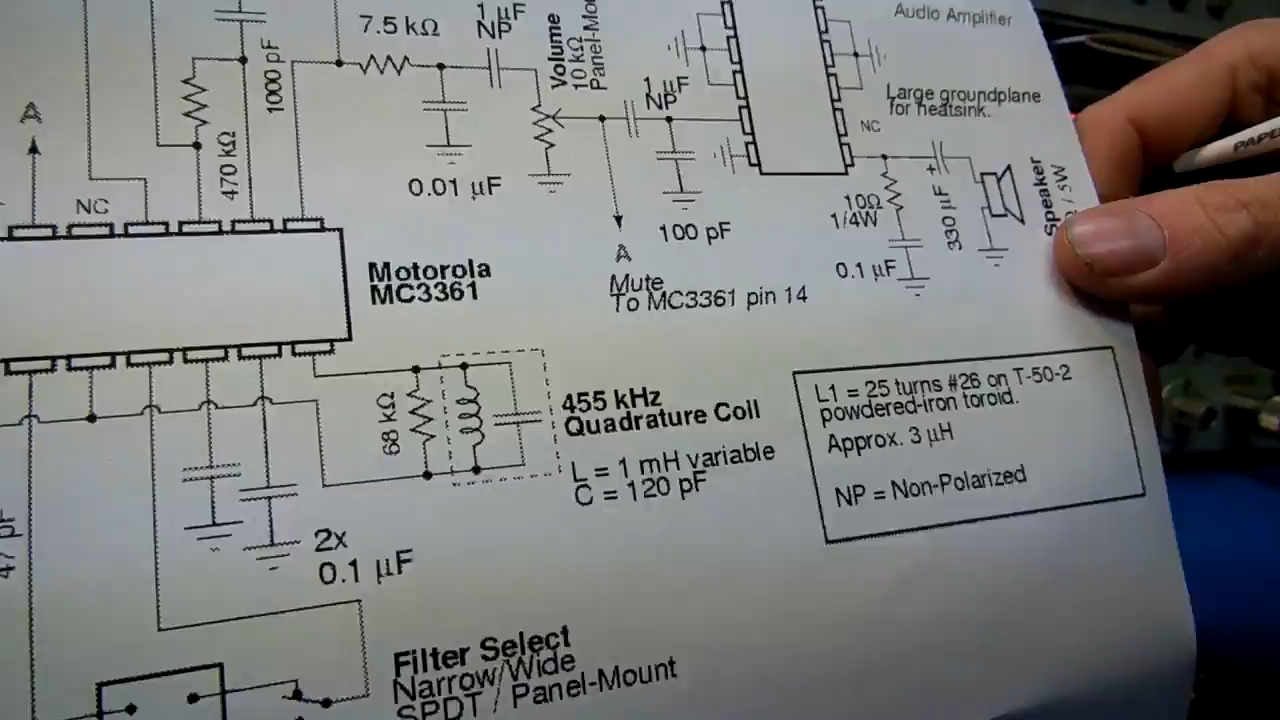 7.5 kΩ
1 μF
NP
Volume
10 kΩ
1000 pF
470 kΩ
A
NC
0.01 μF
1 μF
NP
100 pF
A
Mute
To MC3361 pin 14
Audio Amplifier
Large groundplane
for heatsink.
NC
10Ω
1/4W
0.1 μF
330 μF
+
Speaker
/ 5W
PAPER
Motorola
MC3361
68 kΩ
455 kHz
Quadrature Coil
L = 1 mH variable
C = 120 pF
L1 = 25 turns #26 on T-50-2
powdered-iron toroid.
Approx. 3 μH
NP = Non-Polarized
47 pF
2x
0.1 μF
Filter Select
Narrow/Wide
SPDT / Panel-Mount